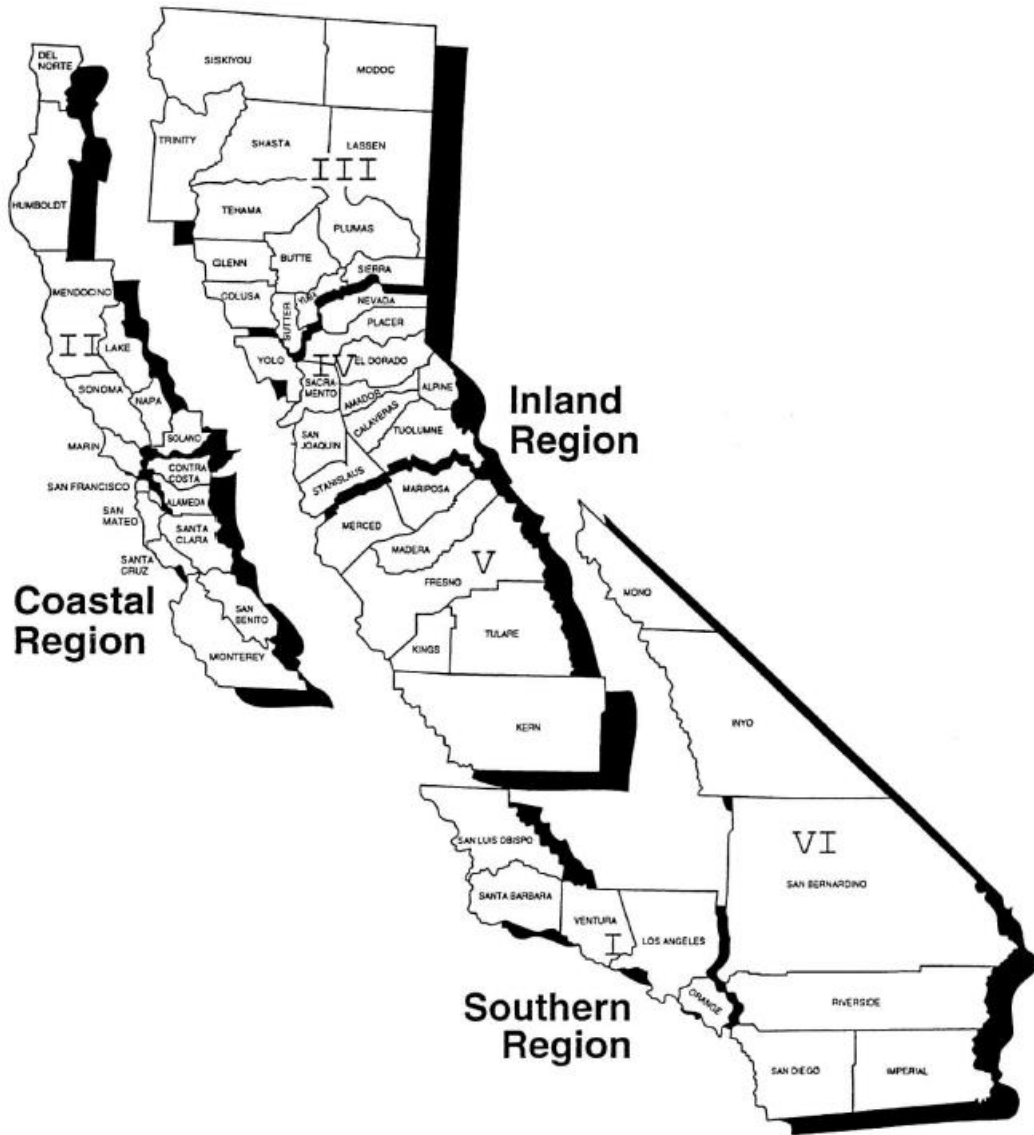 DEL
NORTE
HUMBOLDT
MENDOCINO
II
LAKE
SONOMA
NAPA
MARIN
SOLANO
CONTRA
COSTA
SAN FRANCISCO
ALAMEDA
SAN
MATEO
SANTA
CLARA
SANTA
CRUZ
SAN
BENITO
MONTEREY
Coastal
Region
SISKIYOU
MODOC
TRINITY
SHASTA
LASSEN
III
TEHAMA
PLUMAS
GLENN
BUTTE
SIERRA
COLUSA
SUTTER
YUBA
NEVADA
PLACER
YOLO
IV
EL DORADO
SACRA-
MENTO
AMADOS
ALPINE
CALAVERAS
SAN
JOAQUIN
TUOLUMNE
STANISLAUS
MARIPOSA
MERCED
MADERA
V
FRESNO
KINGS
TULARE
KERN
Inland
Region
MONO
INYO
VI
SAN BERNARDINO
SAN LUIS OBISPO
SANTA BARBARA
VENTURA
I
LOS ANGELES
ORANGE
RIVERSIDE
SAN DIEGO
IMPERIAL
Southern
Region